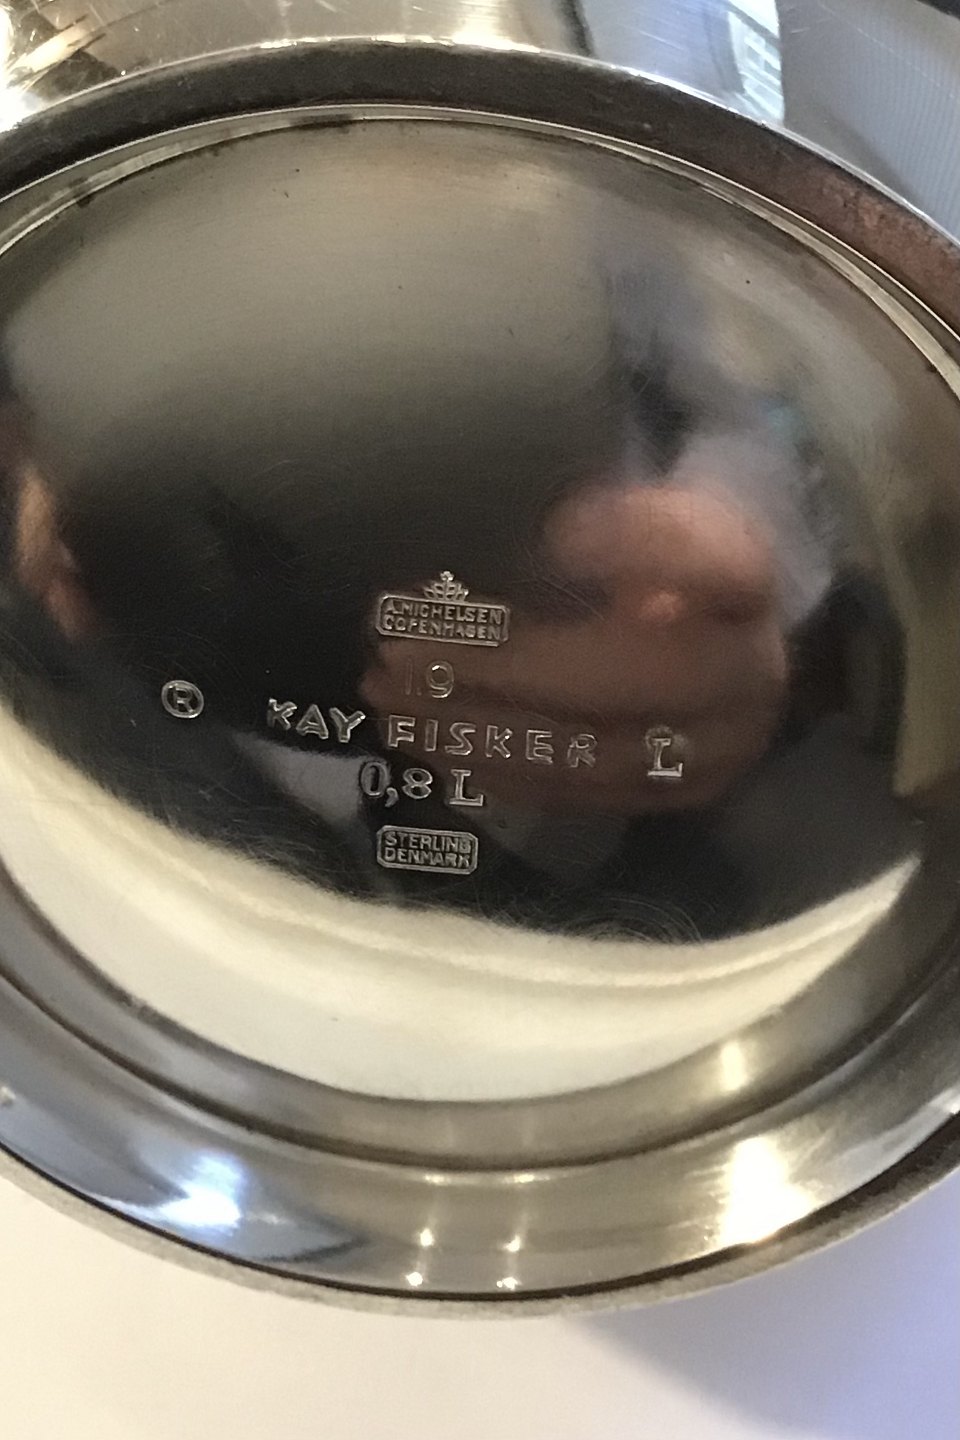 A.MICHELSEN
COPENHAGEN
19
® KAY FISKER L
0,8 L
STERLING
DENMARK